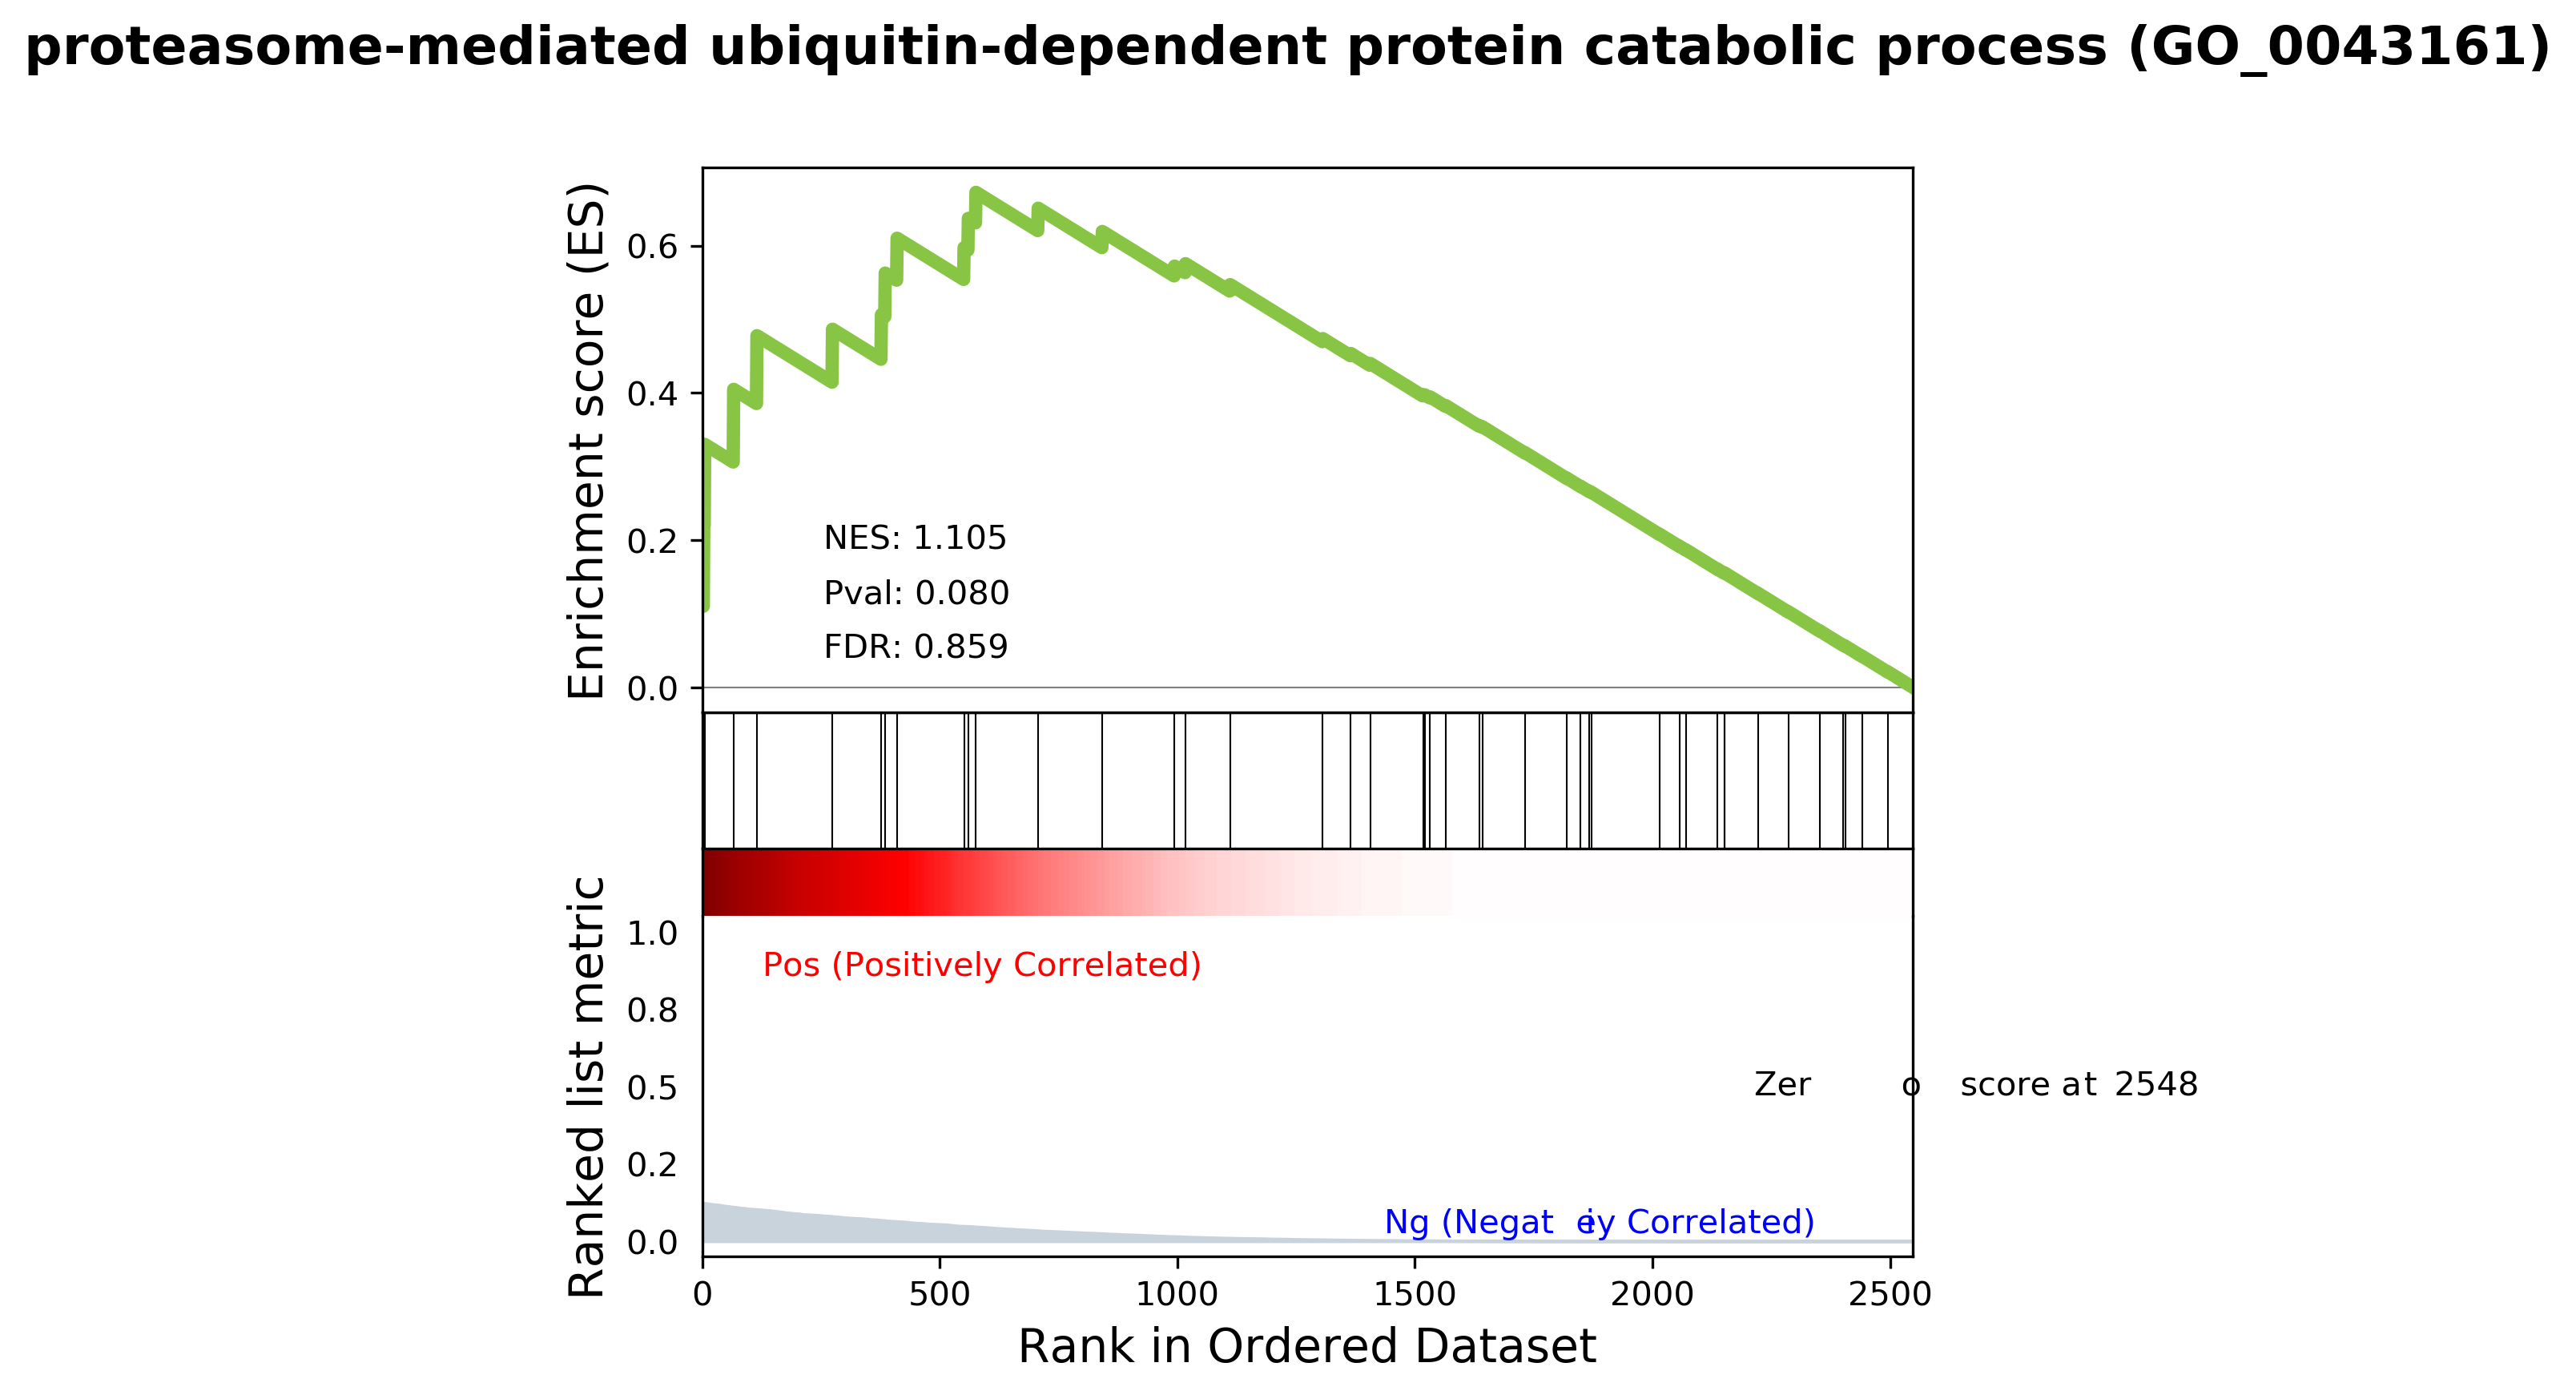 proteasome-mediated ubiquitin-dependent protein catabolic process (GO_0043161)
Enrichment score (ES)
0.6
0.4
0.2
0.0
NES: 1.105
Pval: 0.080
FDR: 0.859
Ranked list metric
1.0
0.8
0.5
0.2
0.0
Pos (Positively Correlated)
Zer o score at 2548
Ng (Negat eiy Correlated)
0 500 1000 1500 2000 2500
Rank in Ordered Dataset